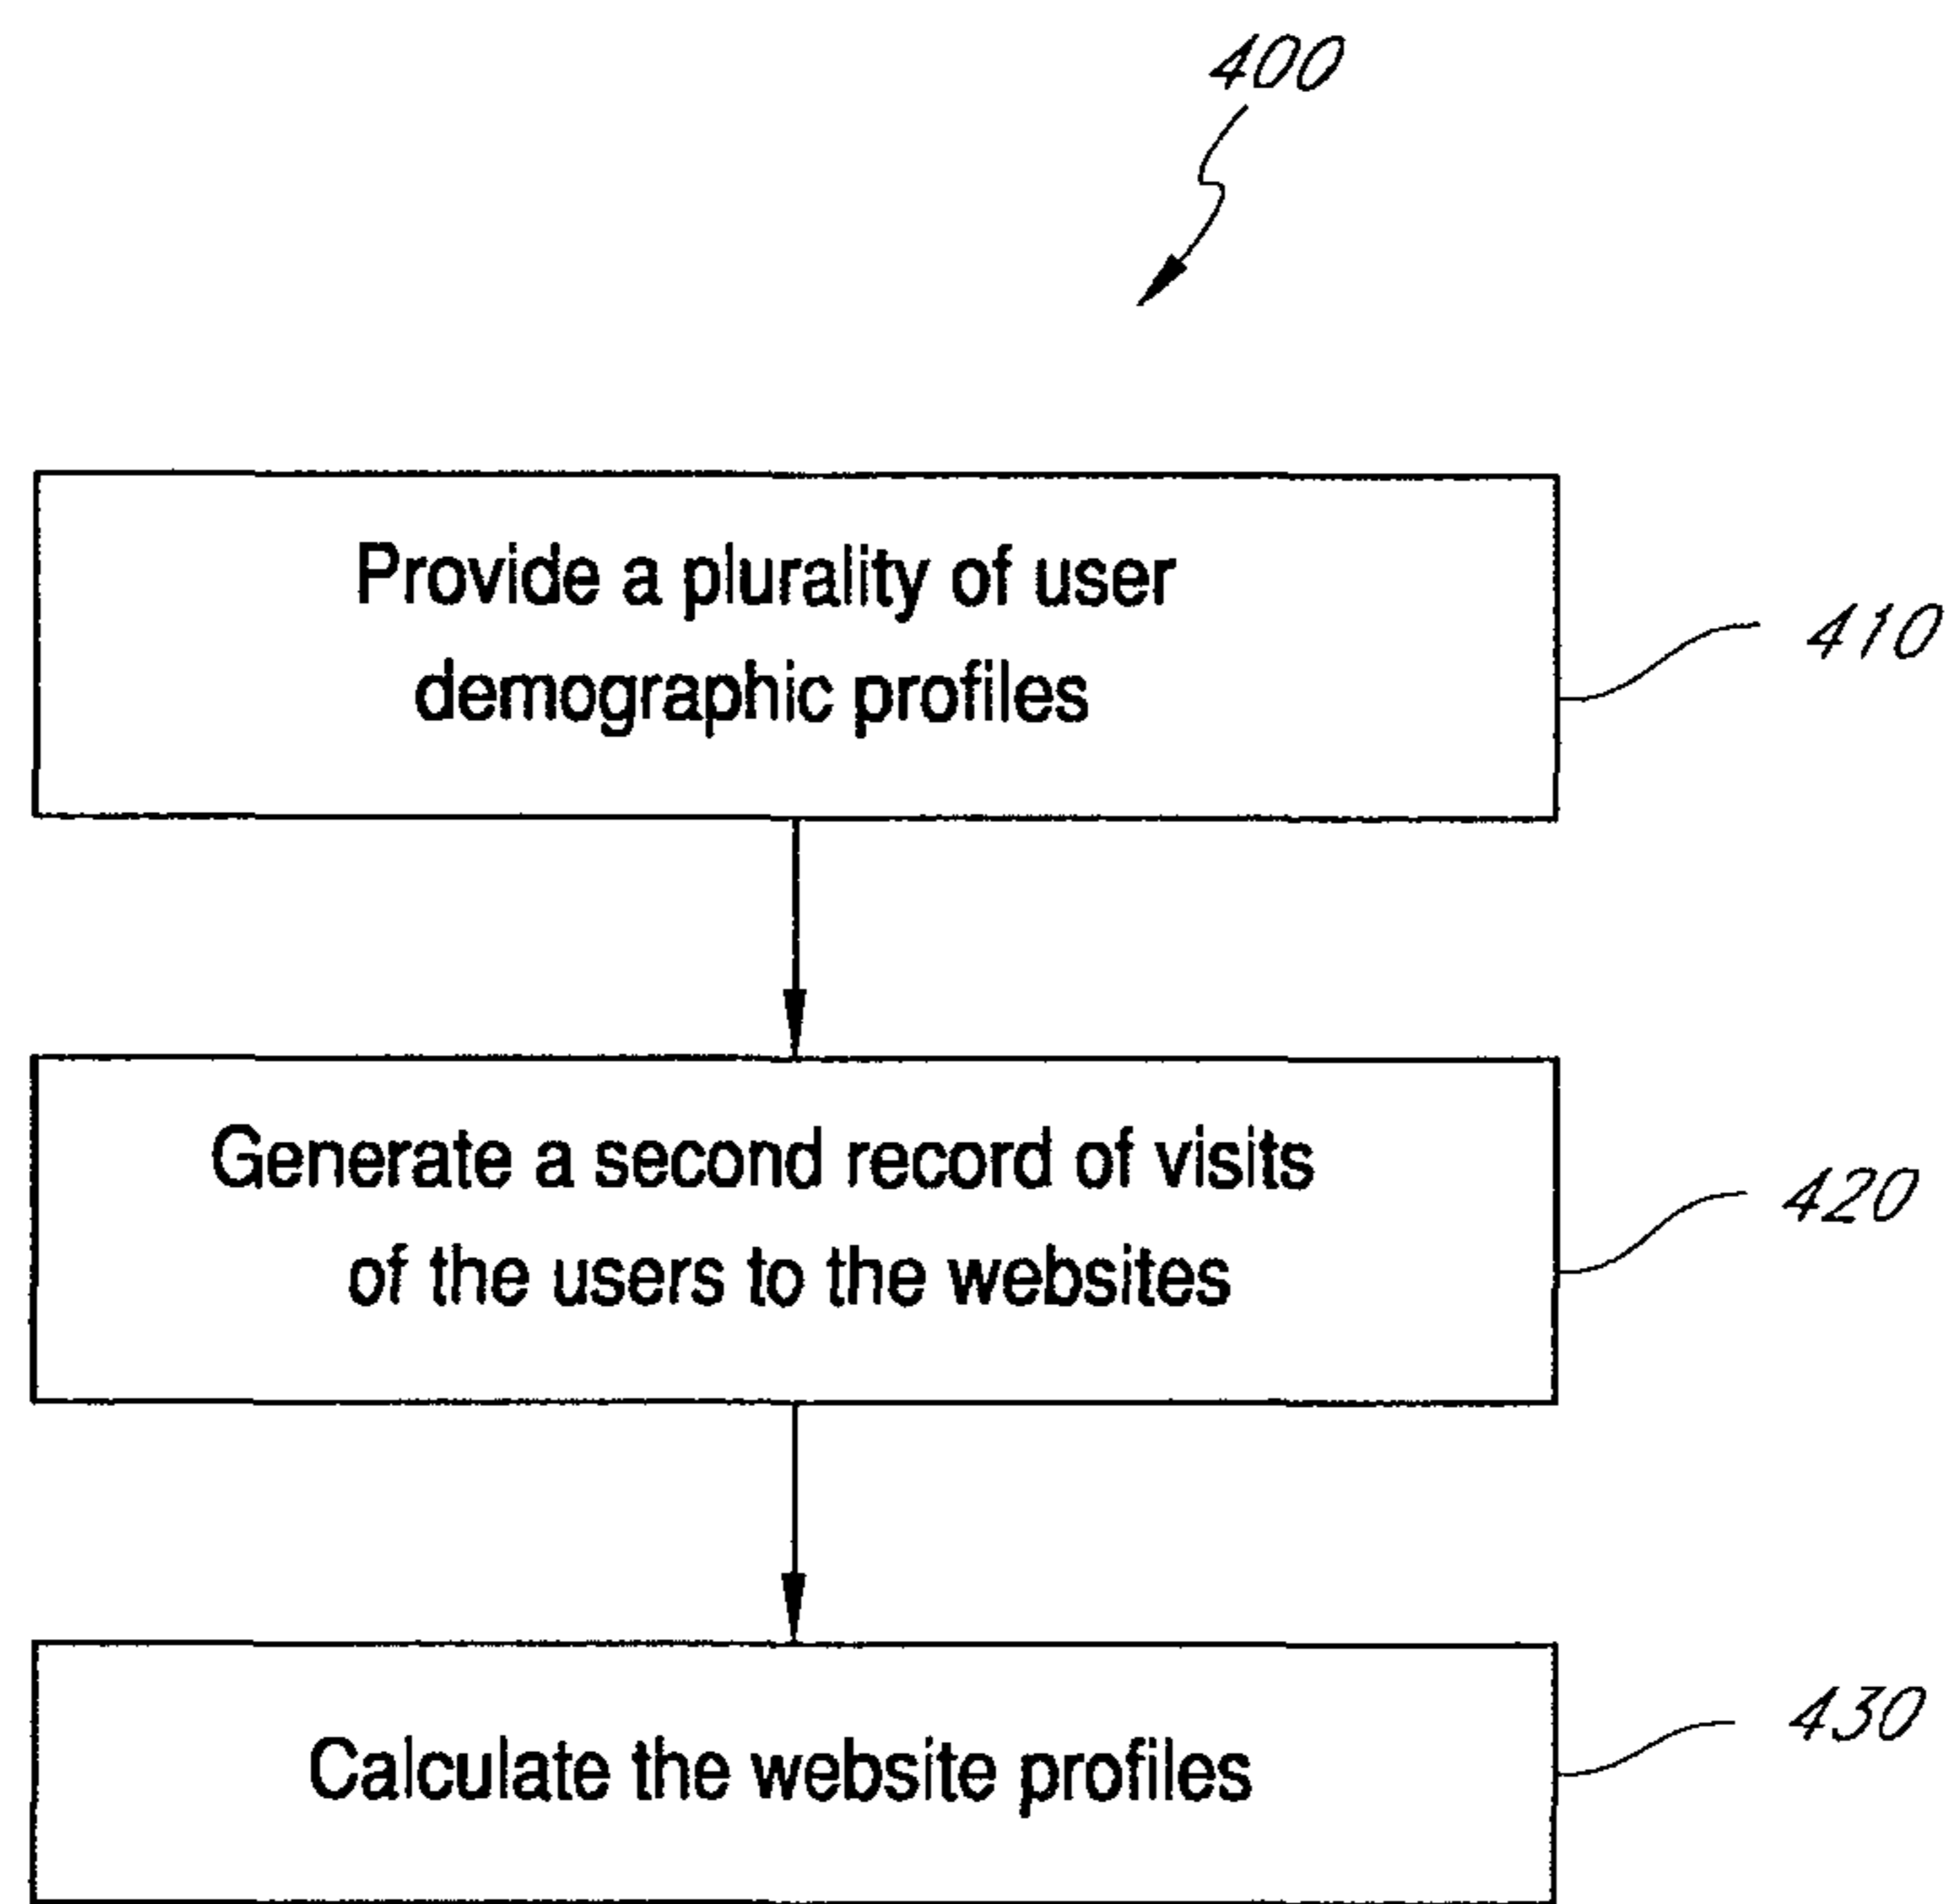 400
Provide a plurality of user
demographic profiles
410
Generate a second record of visits
of the users to the websites
420
Calculate the website profiles
430